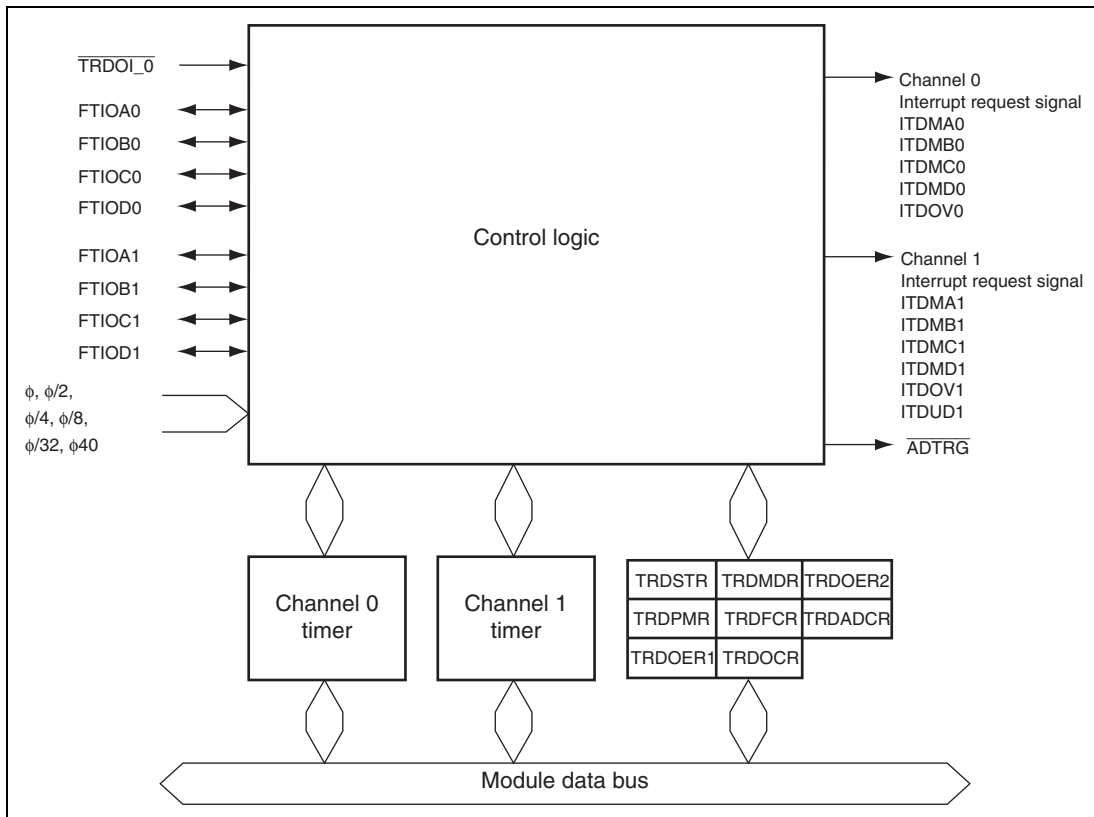 TRDOI_0
FTIOA0
FTIOB0
FTIOC0
FTIOD0
FTIOA1
FTIOB1
FTIOC1
FTIOD1
ϕ, ϕ/2,
ϕ/4, ϕ/8,
ϕ/32, ϕ40
Control logic
Channel 0
Interrupt request signal
ITDMA0
ITDMB0
ITDMC0
ITDMD0
ITDOV0
Channel 1
Interrupt request signal
ITDMA1
ITDMB1
ITDMC1
ITDMD1
ITDOV1
ITDUD1
ADTRG
Channel 0
timer
Channel 1
timer
TRDSTR TRDMDR TRDOER2
TRDPMR TRDFCR TRDADCR
TRDOER1 TRDOCR
Module data bus